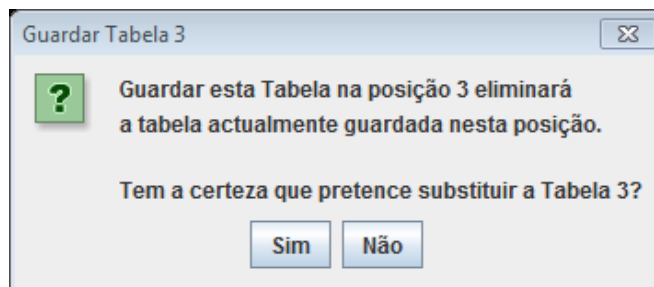 Guardar Tabela 3
?
Guardar esta Tabela na posição 3 eliminará
a tabela actualmente guardada nesta posição.
Tem a certeza que pretence substituir a Tabela 3?
Sim Não